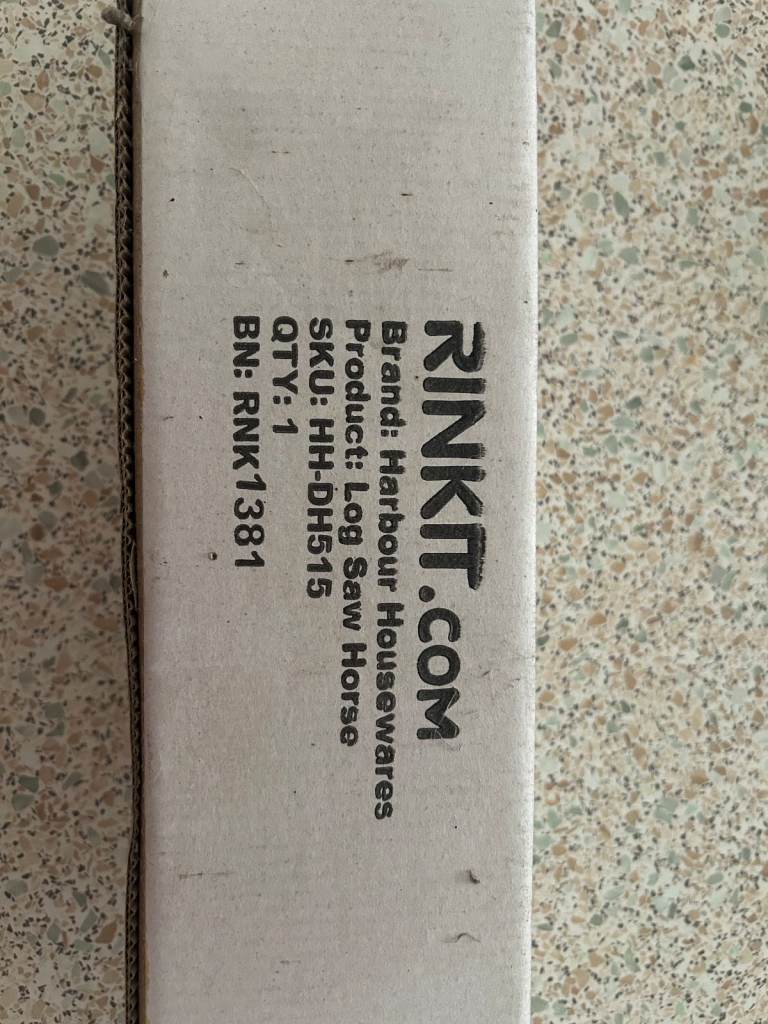 RINKIT.COM
Brand: Harbour Housewares
Product: Log Saw Horse
SKU: HH-DH515
QTY: 1
BN: RNK1381